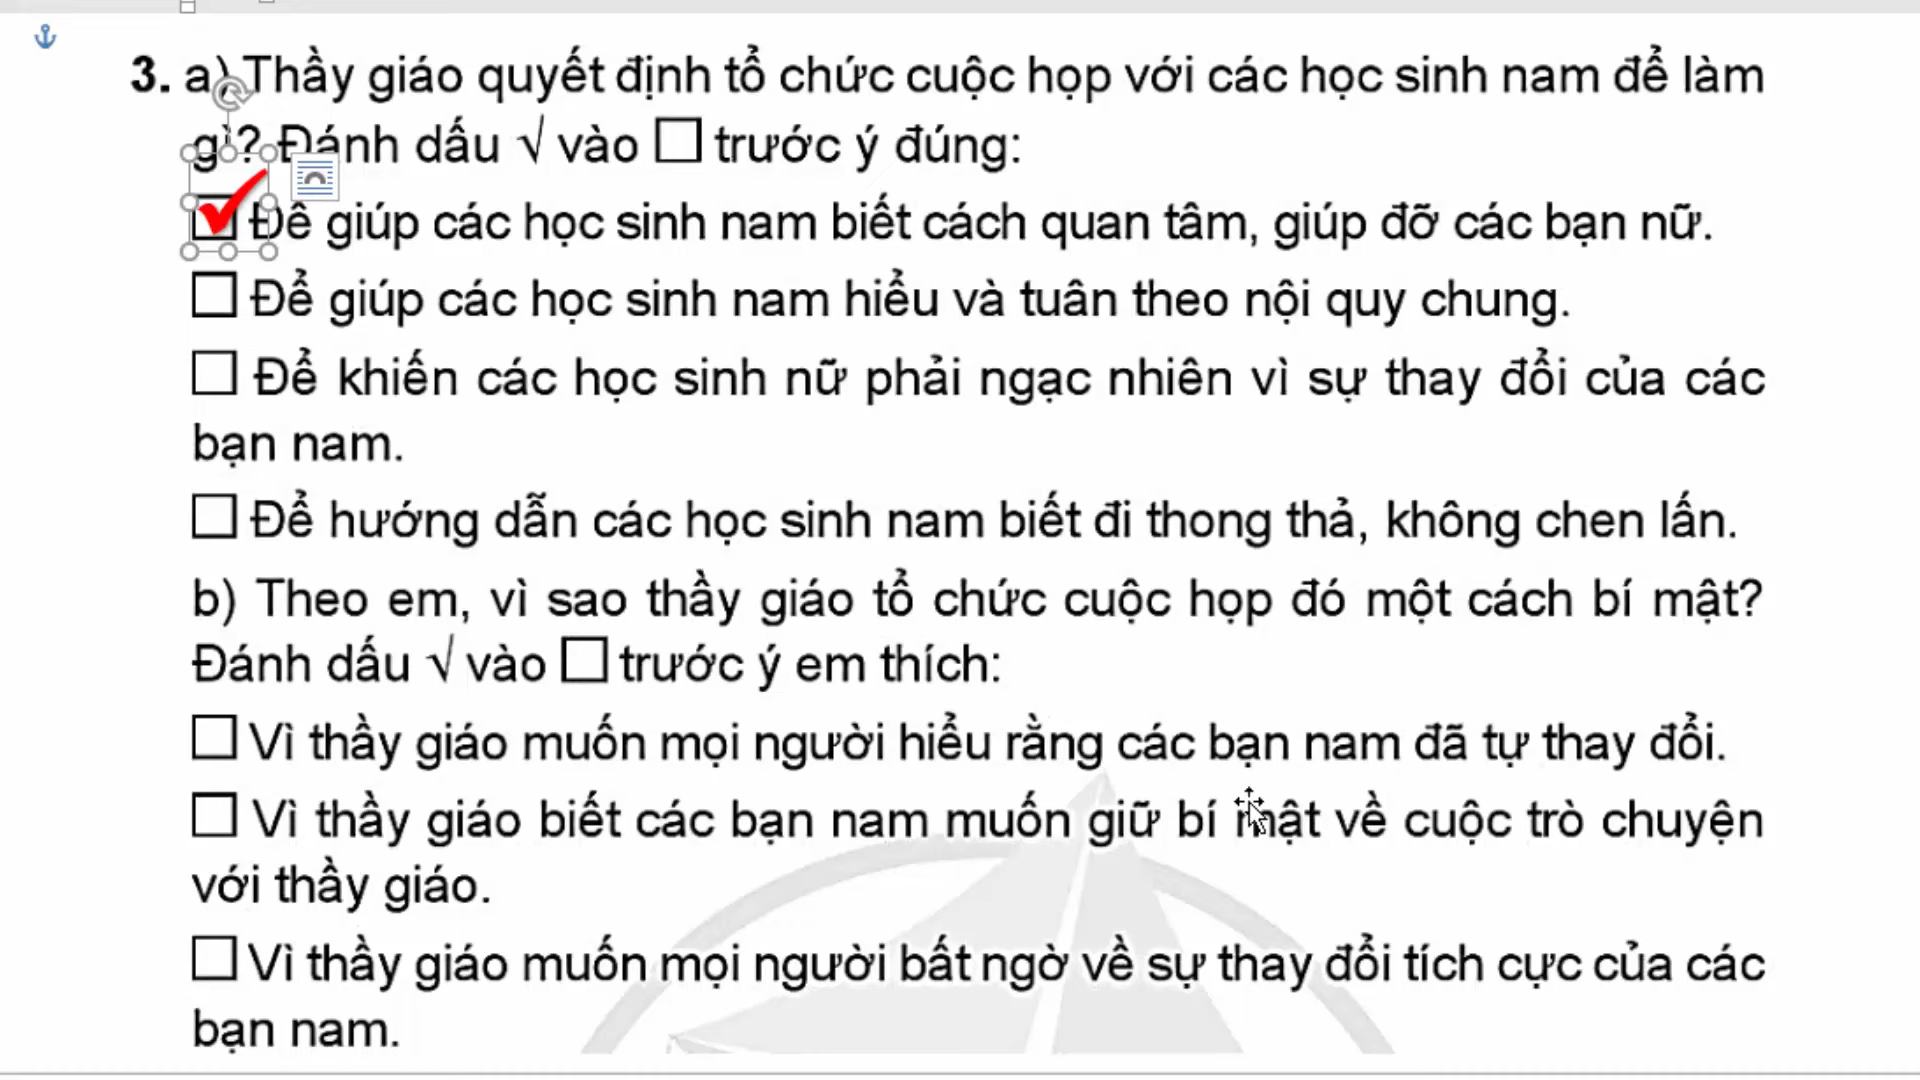 3. a) Thầy giáo quyết định tổ chức cuộc họp với các học sinh nam để làm
gì? Đánh dấu √ vào ☐ trước ý đúng:
☑ Để giúp các học sinh nam biết cách quan tâm, giúp đỡ các bạn nữ.
☐ Để giúp các học sinh nam hiểu và tuân theo nội quy chung.
☐ Để khiến các học sinh nữ phải ngạc nhiên vì sự thay đổi của các
bạn nam.
☐ Để hướng dẫn các học sinh nam biết đi thong thả, không chen lấn.
b) Theo em, vì sao thầy giáo tổ chức cuộc họp đó một cách bí mật?
Đánh dấu √ vào ☐ trước ý em thích:
☐ Vì thầy giáo muốn mọi người hiểu rằng các bạn nam đã tự thay đổi.
☐ Vì thầy giáo biết các bạn nam muốn giữ bí mật về cuộc trò chuyện
với thầy giáo.
☐ Vì thầy giáo muốn mọi người bất ngờ về sự thay đổi tích cực của các
bạn nam.